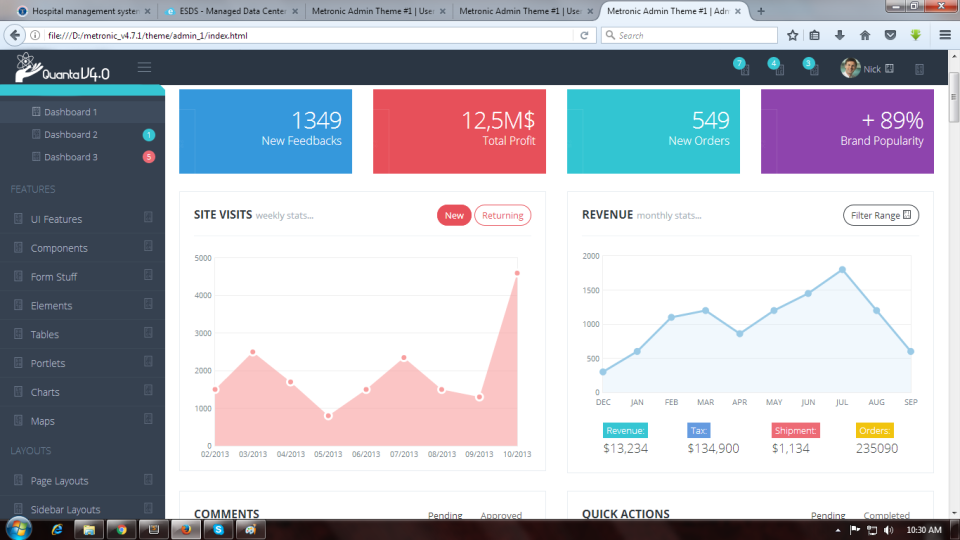 Hospital management system
ESDS - Managed Data Center
Metronic Admin Theme #1 | User
Metronic Admin Theme #1 | User
Metronic Admin Theme #1 | Adm
file:///D:/metronic_v4.7.1/theme/admin_1/index.html
Search
QuantaV4.0
7
4
3
Nick
Dashboard 1
Dashboard 2
1
Dashboard 3
5
FEATURES
UI Features
Components
Form Stuff
Elements
Tables
Portlets
Charts
Maps
LAYOUTS
Page Layouts
Sidebar Layouts
1349
New Feedbacks
12,5M$
Total Profit
549
New Orders
+ 89%
Brand Popularity
SITE VISITS weekly stats...
New
Returning
5000
4000
3000
2000
1000
0
02/2013 03/2013 04/2013 05/2013 06/2013 07/2013 08/2013 09/2013 10/2013
REVENUE monthly stats...
Filter Range
2000
1500
1000
500
0
DEC JAN FEB MAR APR MAY JUN JUL AUG SEP
Revenue:
$13,234
Tax:
$134,900
Shipment:
$1,134
Orders:
235090
COMMENTS
Pending
Approved
QUICK ACTIONS
Pending
Completed
10:30 AM